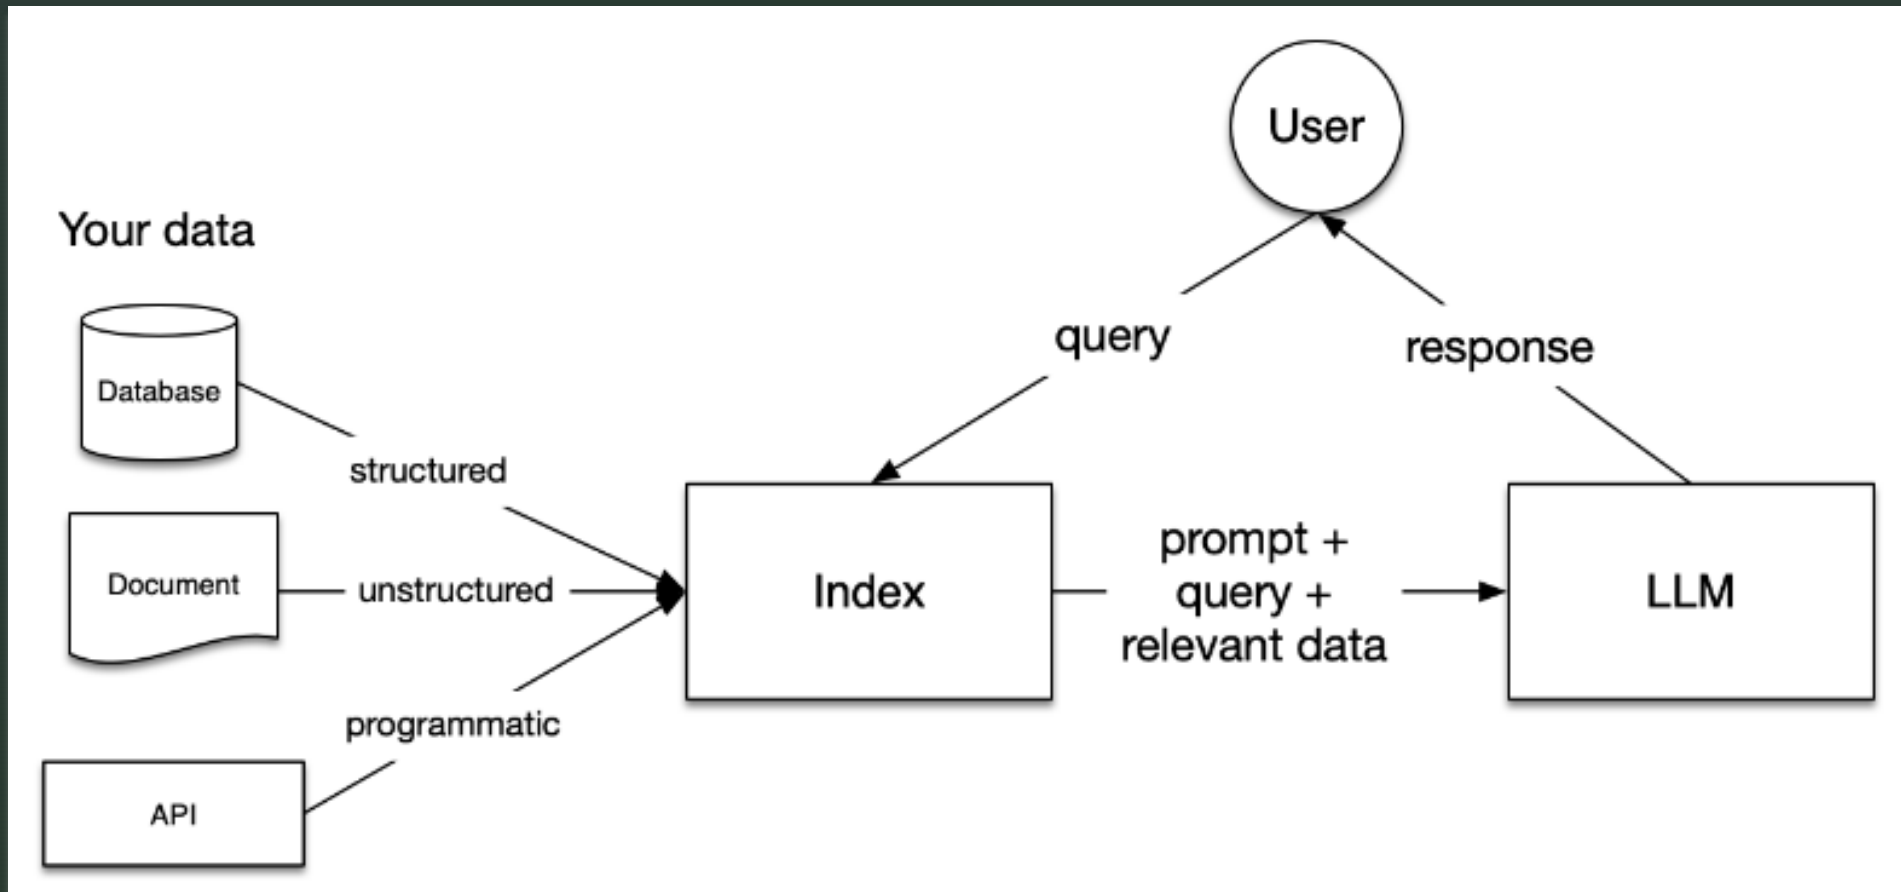 User
Your data
query
response
Database
structured
Document
unstructured
Index
prompt +
query +
relevant data
LLM
programmatic
API